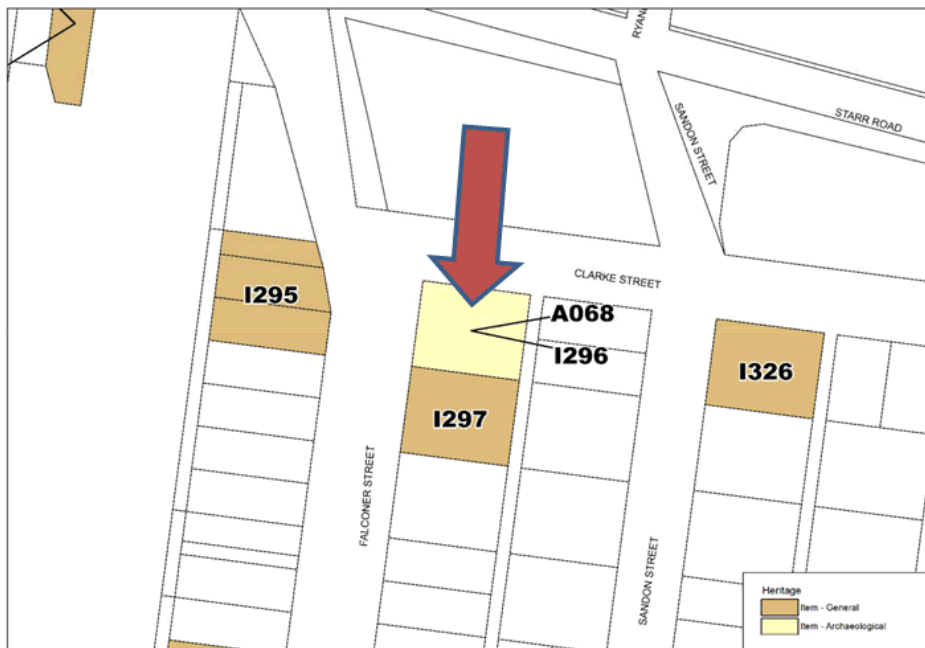 RYAN
STARR ROAD
SANDON STREET
CLARKE STREET
I295
A068
I296
I326
I297
FALCONER STREET
SANDON STREET
Heritage
Item - General
Item - Archaeological